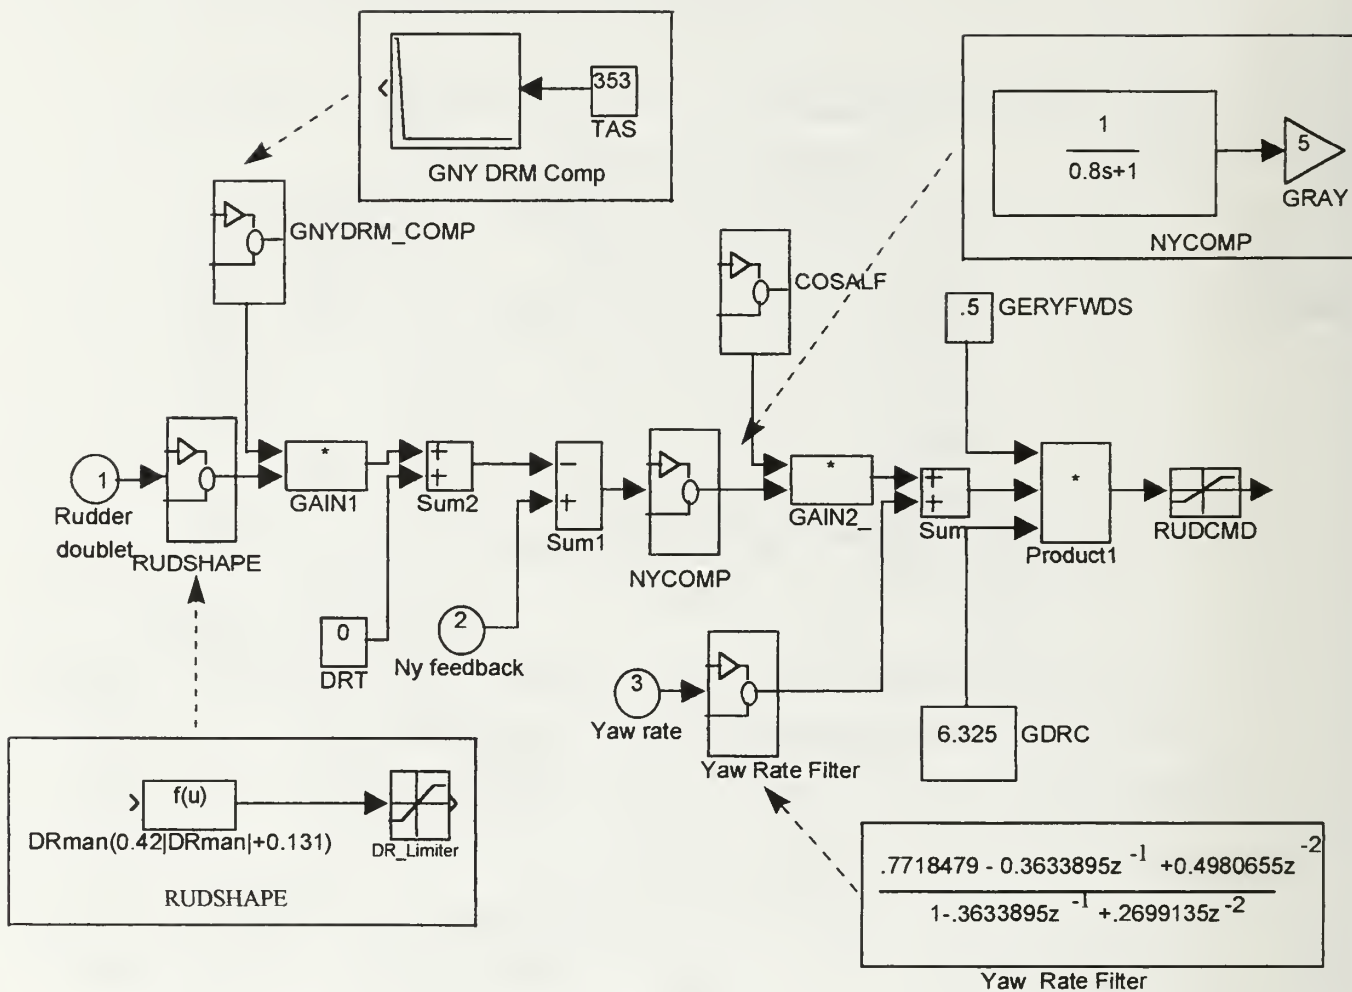 353
TAS
GNY DRM Comp
1
0.8s+1
5
GRAY
NYCOMP
GNYDRM_COMP
COSALF
.5
GERYFWDS
1
Rudder
doublet
RUDSHAPE
*
GAIN1
+
+
Sum2
−
+
Sum1
NYCOMP
*
GAIN2_
+
+
Sum
*
Product1
RUDCMD
0
DRT
2
Ny feedback
3
Yaw rate
Yaw Rate Filter
6.325
GDRC
f(u)
DRman(0.42|DRman|+0.131)
DR_Limiter
RUDSHAPE
.7718479 - 0.3633895z -1 +0.4980655z -2
1-.3633895z -1 +.2699135z -2
Yaw Rate Filter